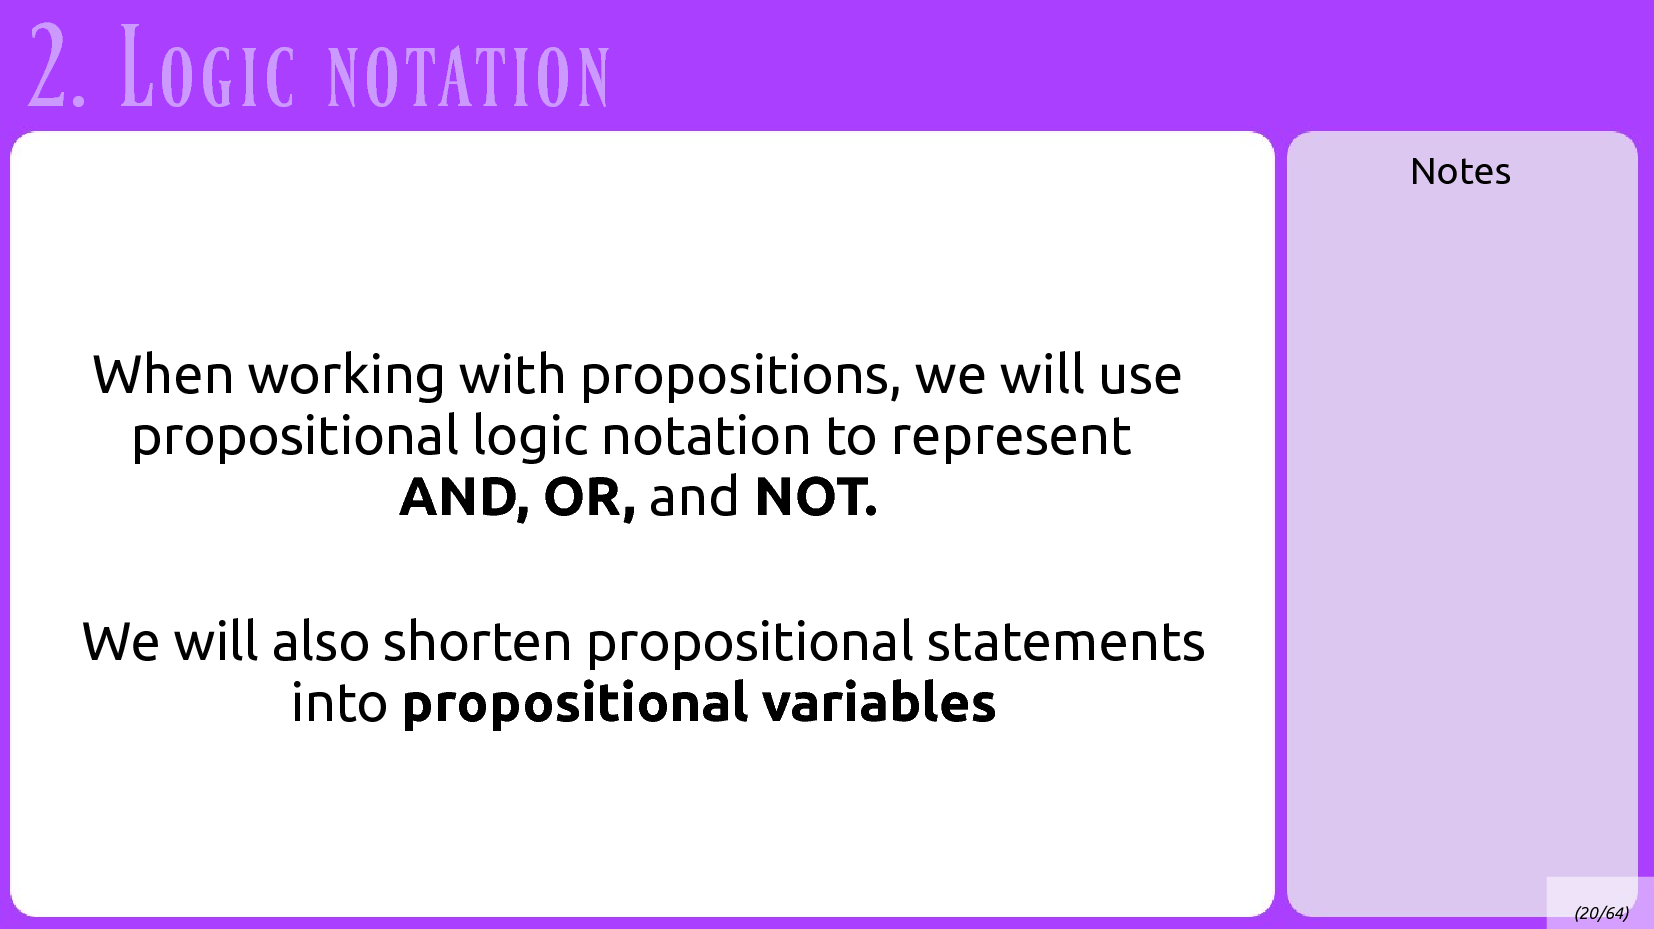 2. Logic notation
When working with propositions, we will use
propositional logic notation to represent
AND, OR, and NOT.
We will also shorten propositional statements
into propositional variables
Notes
(20/64)